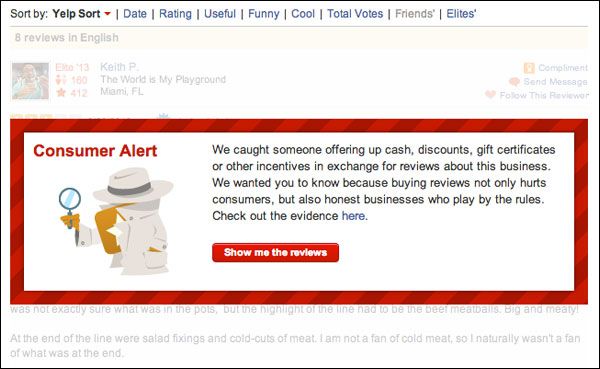 Sort by: Yelp Sort | Date | Rating | Useful | Funny | Cool | Total Votes | Friends' | Elites'
8 reviews in English
Elite '13 Keith P. Compliment
160 The World is My Playground Send Message
412 Miami, FL Follow This Reviewer
Consumer Alert
We caught someone offering up cash, discounts, gift certificates
or other incentives in exchange for reviews about this business.
We wanted you to know because buying reviews not only hurts
consumers, but also honest businesses who play by the rules.
Check out the evidence here.
Show me the reviews
was not exactly sure what was in the pots, but the highlight of the line had to be the beef meatballs. Big and meaty!
At the end of the line were salad fixings and cold-cuts of meat. I am not a fan of cold meat, so I naturally wasn't a fan
of what was at the end.